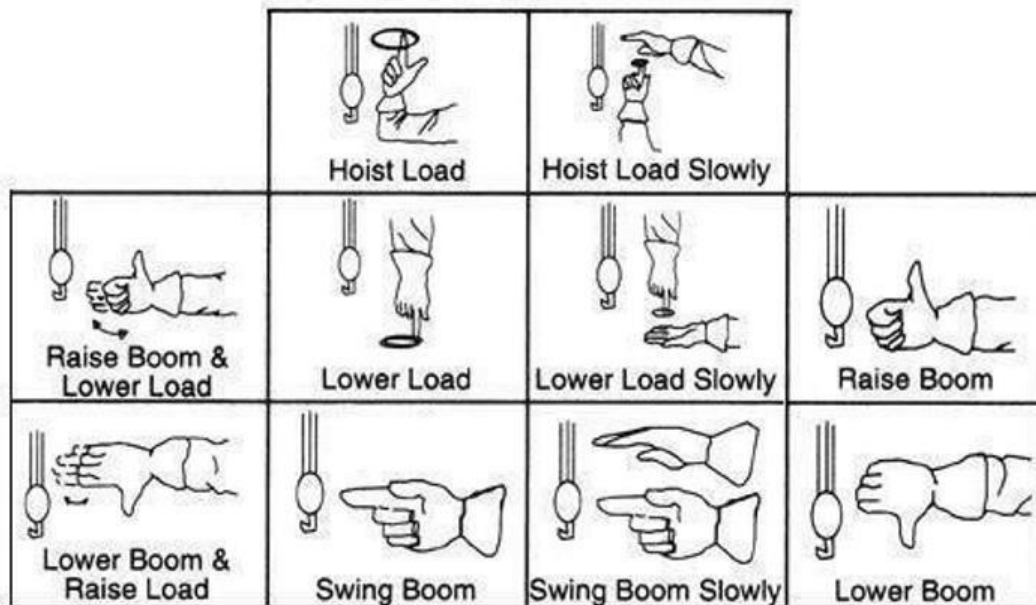 Hoist Load
Hoist Load Slowly
Raise Boom &
Lower Load
Lower Load
Lower Load Slowly
Raise Boom
Lower Boom &
Raise Load
Swing Boom
Swing Boom Slowly
Lower Boom